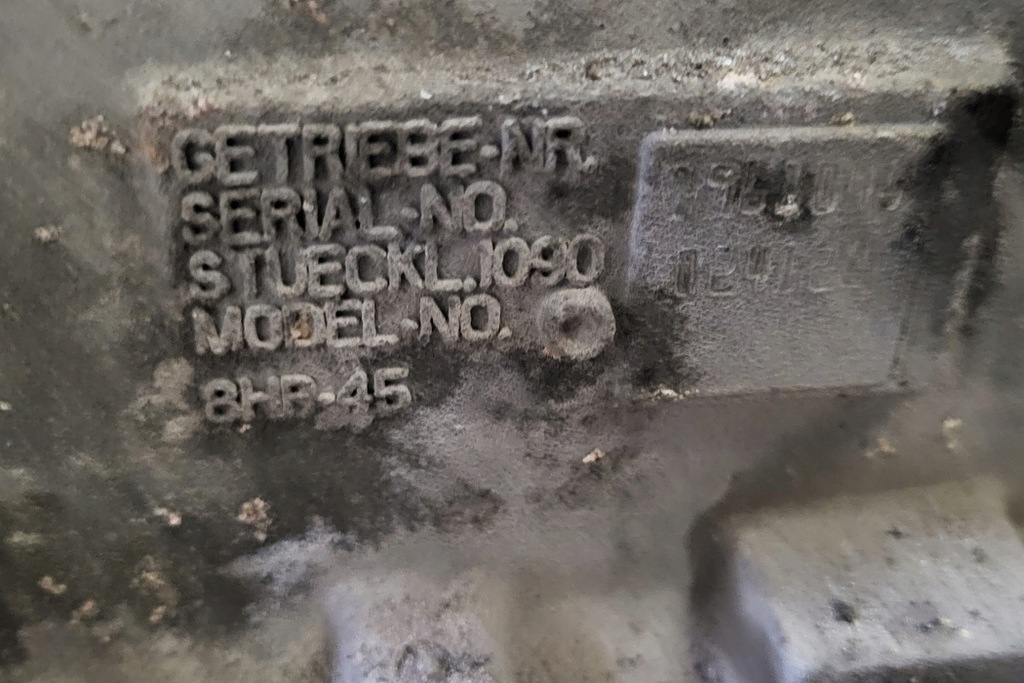 GETRIEBE-NR.
SERIAL-NO.
STUECKL.1090
MODEL-NO.
8HP-45